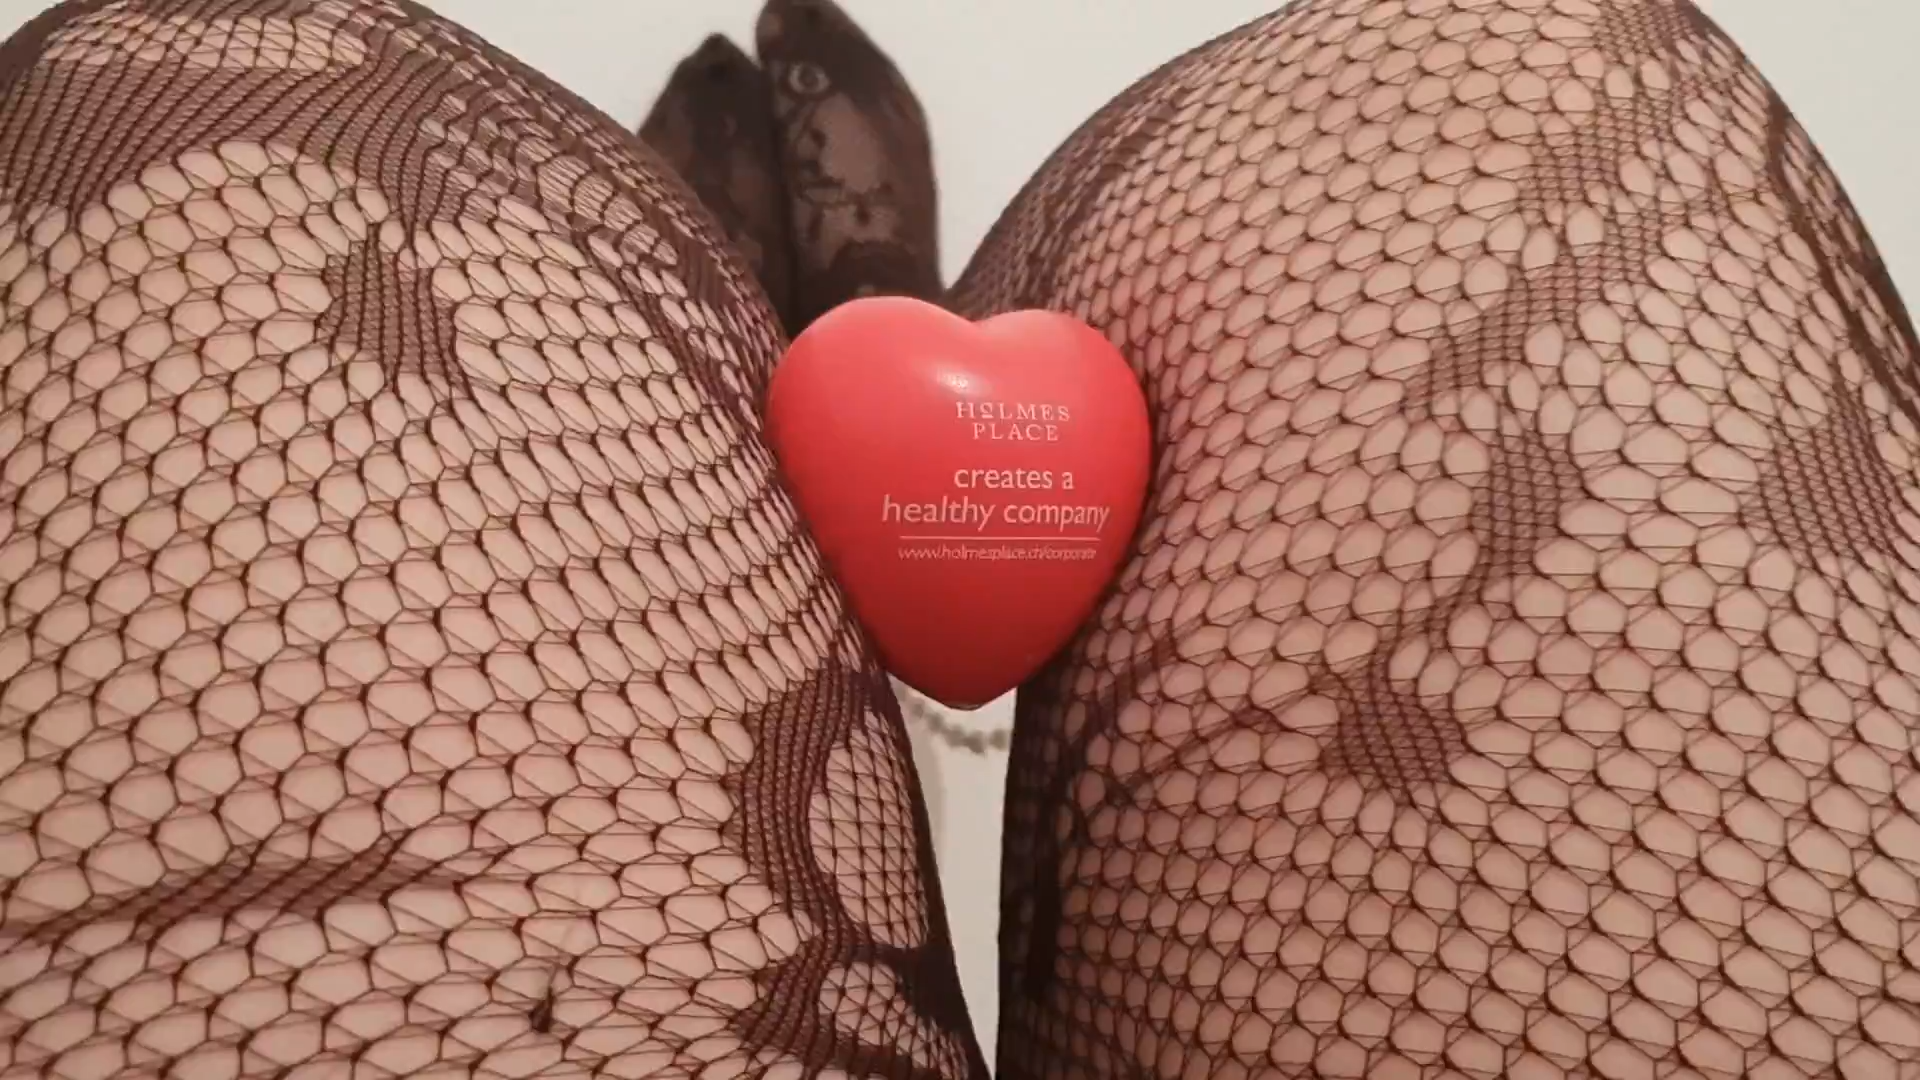 HOLMES
PLACE
creates a
healthy company
www.holmesplace.ch/corporate